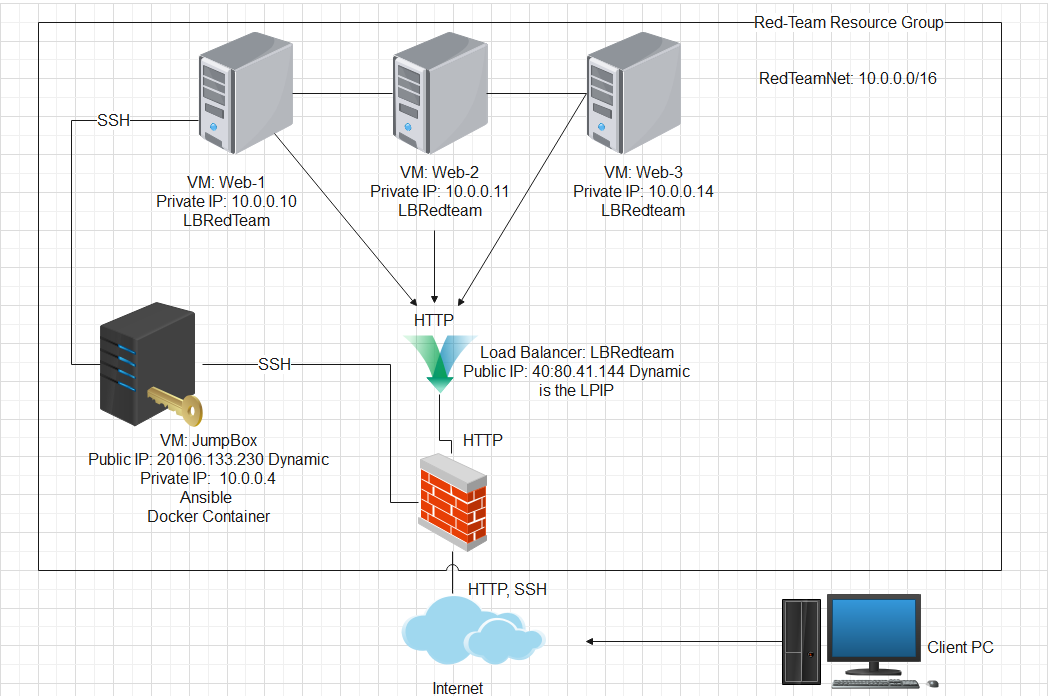 Red-Team Resource Group
RedTeamNet: 10.0.0.0/16
SSH
VM: Web-1
Private IP: 10.0.0.10
LBRedTeam
VM: Web-2
Private IP: 10.0.0.11
LBRedteam
VM: Web-3
Private IP: 10.0.0.14
LBRedteam
HTTP
Load Balancer: LBRedteam
Public IP: 40:80.41.144 Dynamic
is the LPIP
SSH
VM: JumpBox
Public IP: 20106.133.230 Dynamic
Private IP:  10.0.0.4
Ansible
Docker Container
HTTP
HTTP, SSH
Client PC
Internet